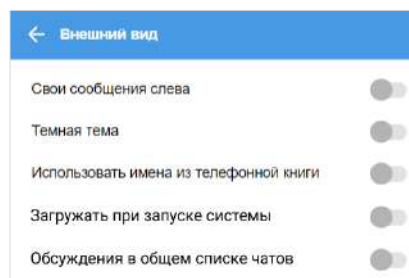 Внешний вид
Свои сообщения слева
Темная тема
Использовать имена из телефонной книги
Загружать при запуске системы
Обсуждения в общем списке чатов